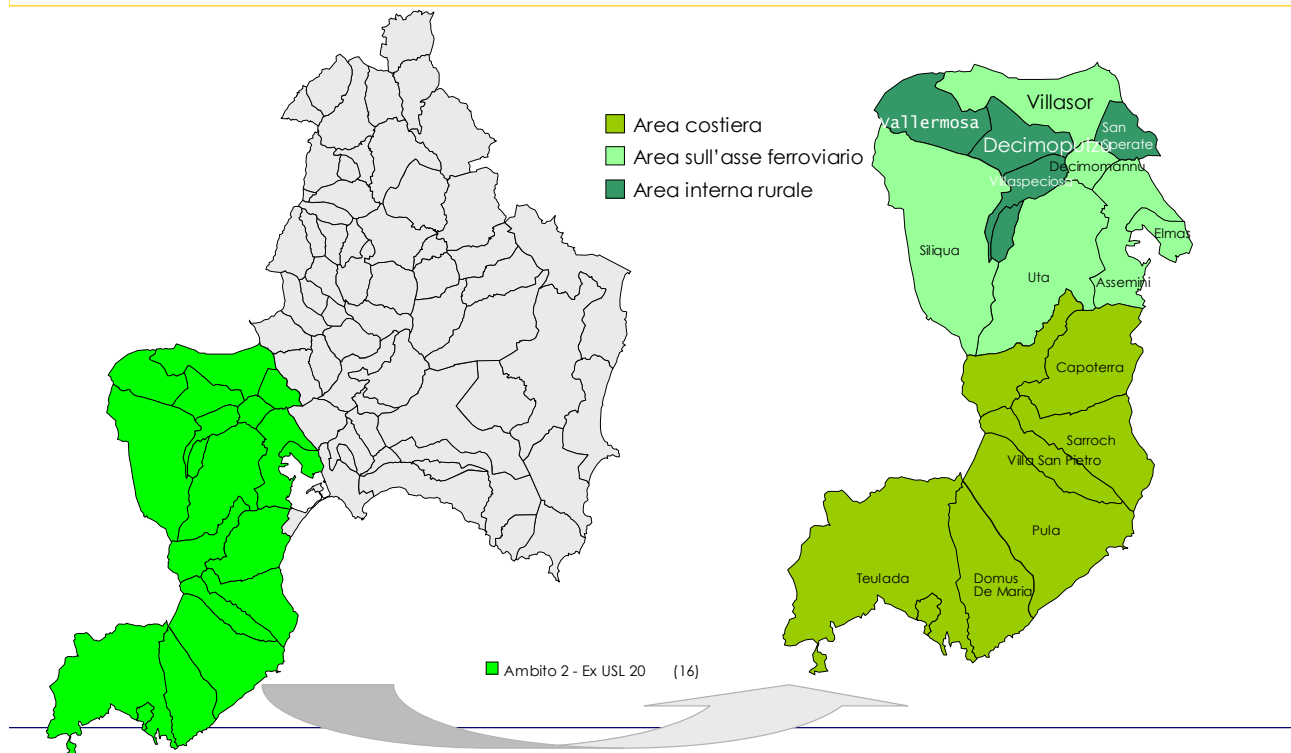 Area costiera
Area sull'asse ferroviario
Area interna rurale
Villasor
Vallermosa
San
Sperate
Decimoputzu
Decimomannu
Villaspeciosa
Elmas
Siliqua
Uta
Assemini
Capoterra
Sarroch
Villa San Pietro
Pula
Teulada
Domus
De Maria
Ambito 2 - Ex USL 20 (16)